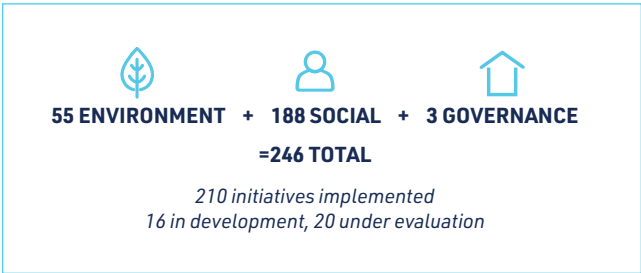 55 ENVIRONMENT + 188 SOCIAL + 3 GOVERNANCE
=246 TOTAL
210 initiatives implemented
16 in development, 20 under evaluation